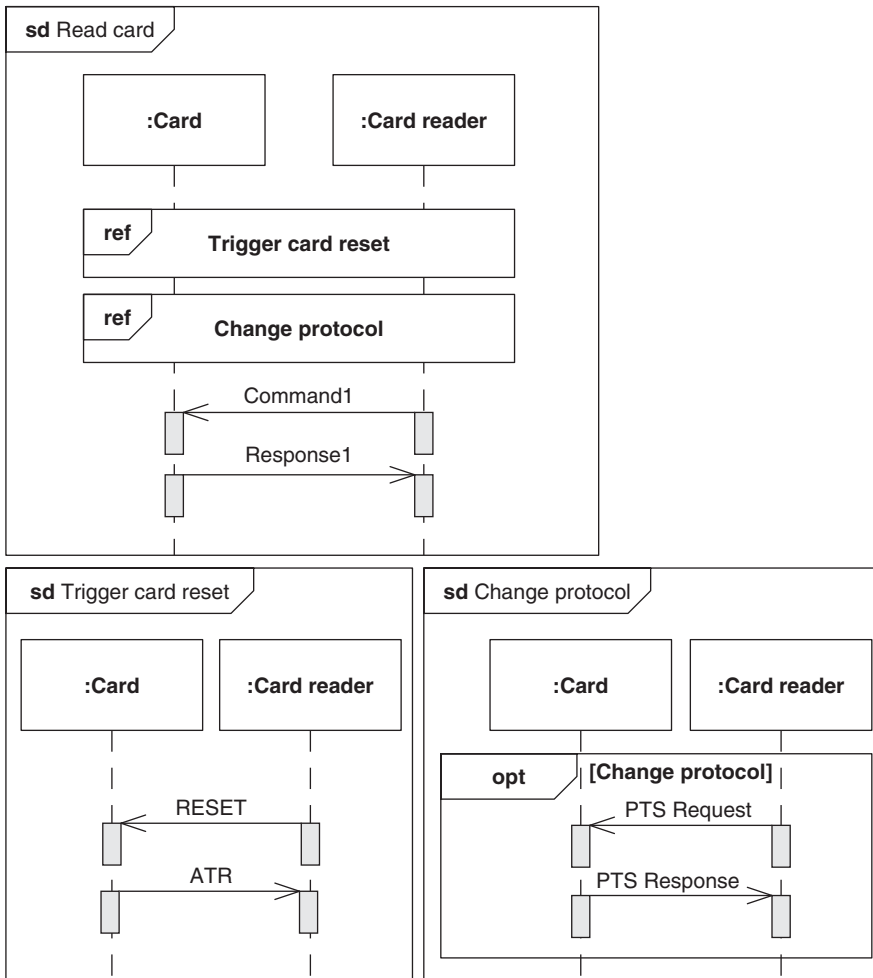 sd Read card
:Card
:Card reader
ref
Trigger card reset
ref
Change protocol
Command1
Response1
sd Trigger card reset
:Card
:Card reader
RESET
ATR
sd Change protocol
:Card
:Card reader
opt
[Change protocol]
PTS Request
PTS Response